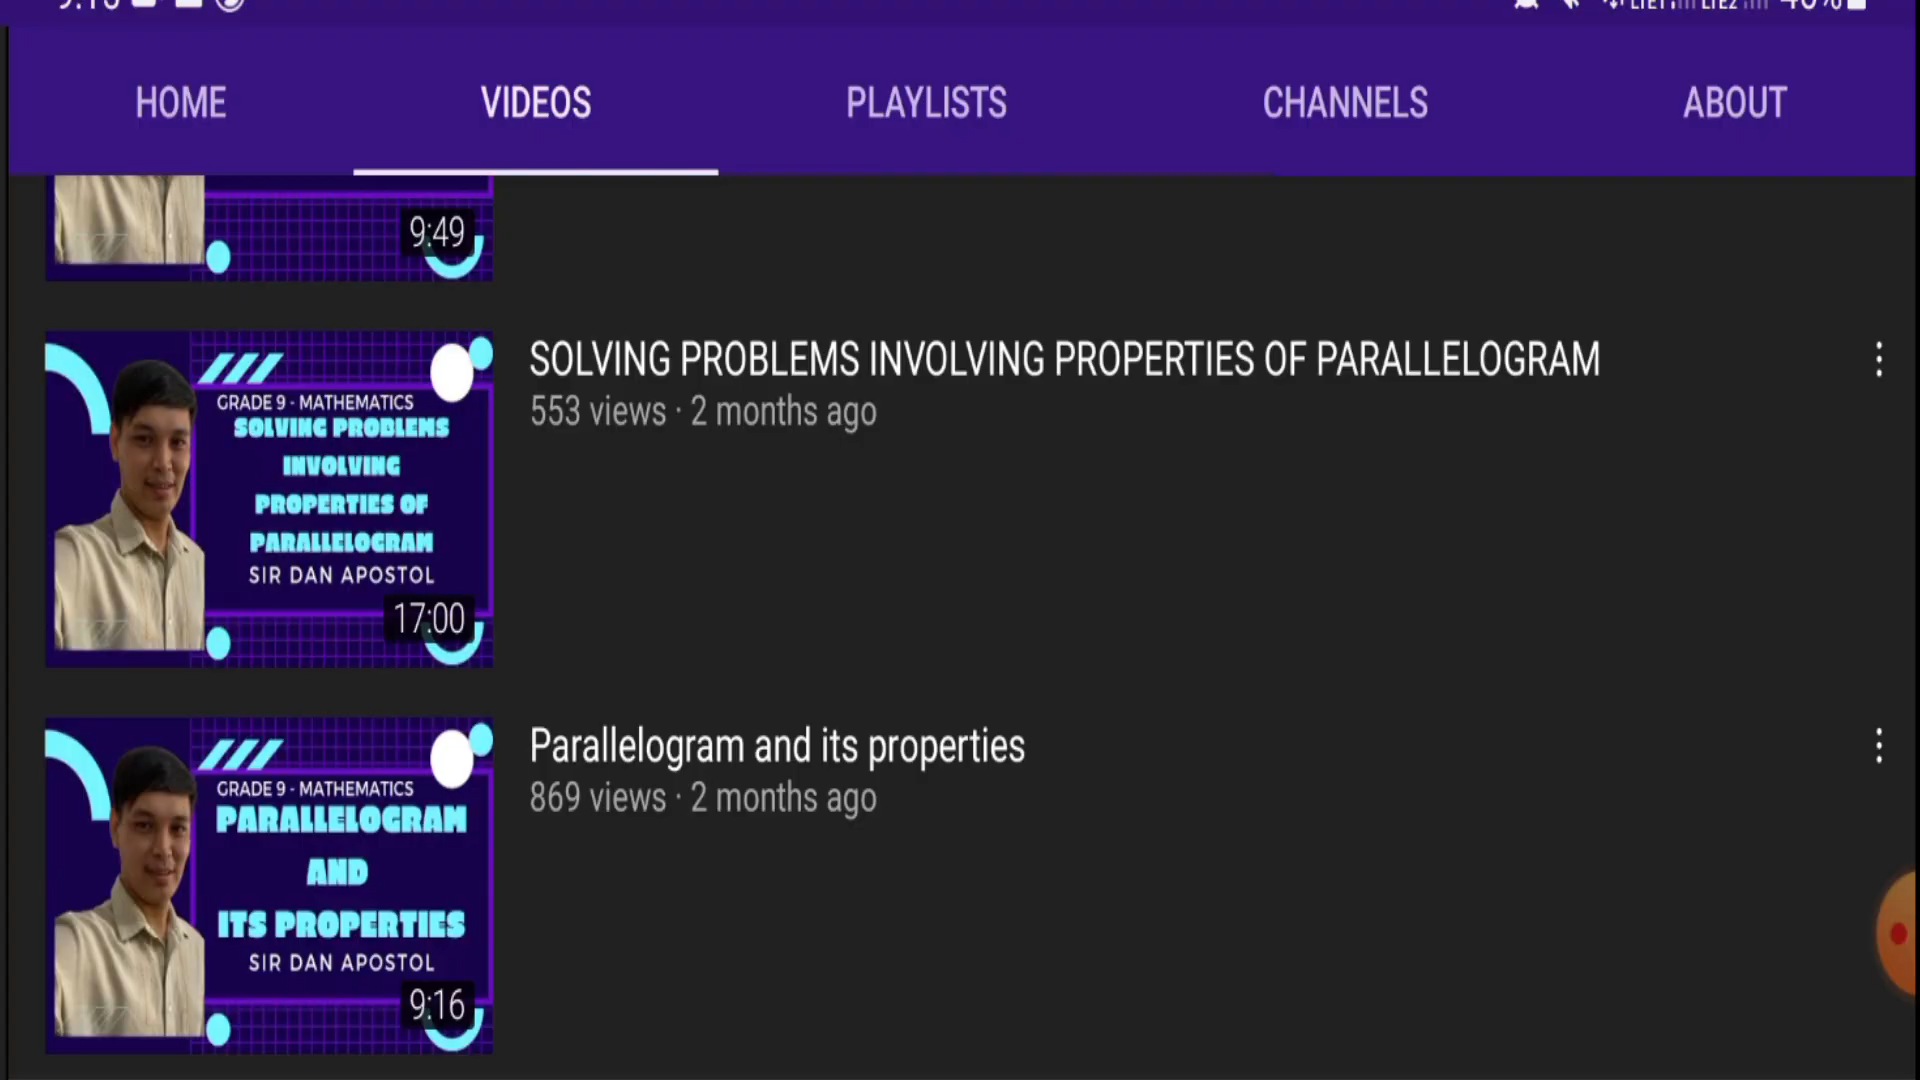 HOME VIDEOS PLAYLISTS CHANNELS ABOUT
9:49
GRADE 9 - MATHEMATICS
SOLVING PROBLEMS
INVOLVING
PROPERTIES OF
PARALLELOGRAM
SIR DAN APOSTOL
17:00
SOLVING PROBLEMS INVOLVING PROPERTIES OF PARALLELOGRAM
553 views · 2 months ago
GRADE 9 - MATHEMATICS
PARALLELOGRAM
AND
ITS PROPERTIES
SIR DAN APOSTOL
9:16
Parallelogram and its properties
869 views · 2 months ago